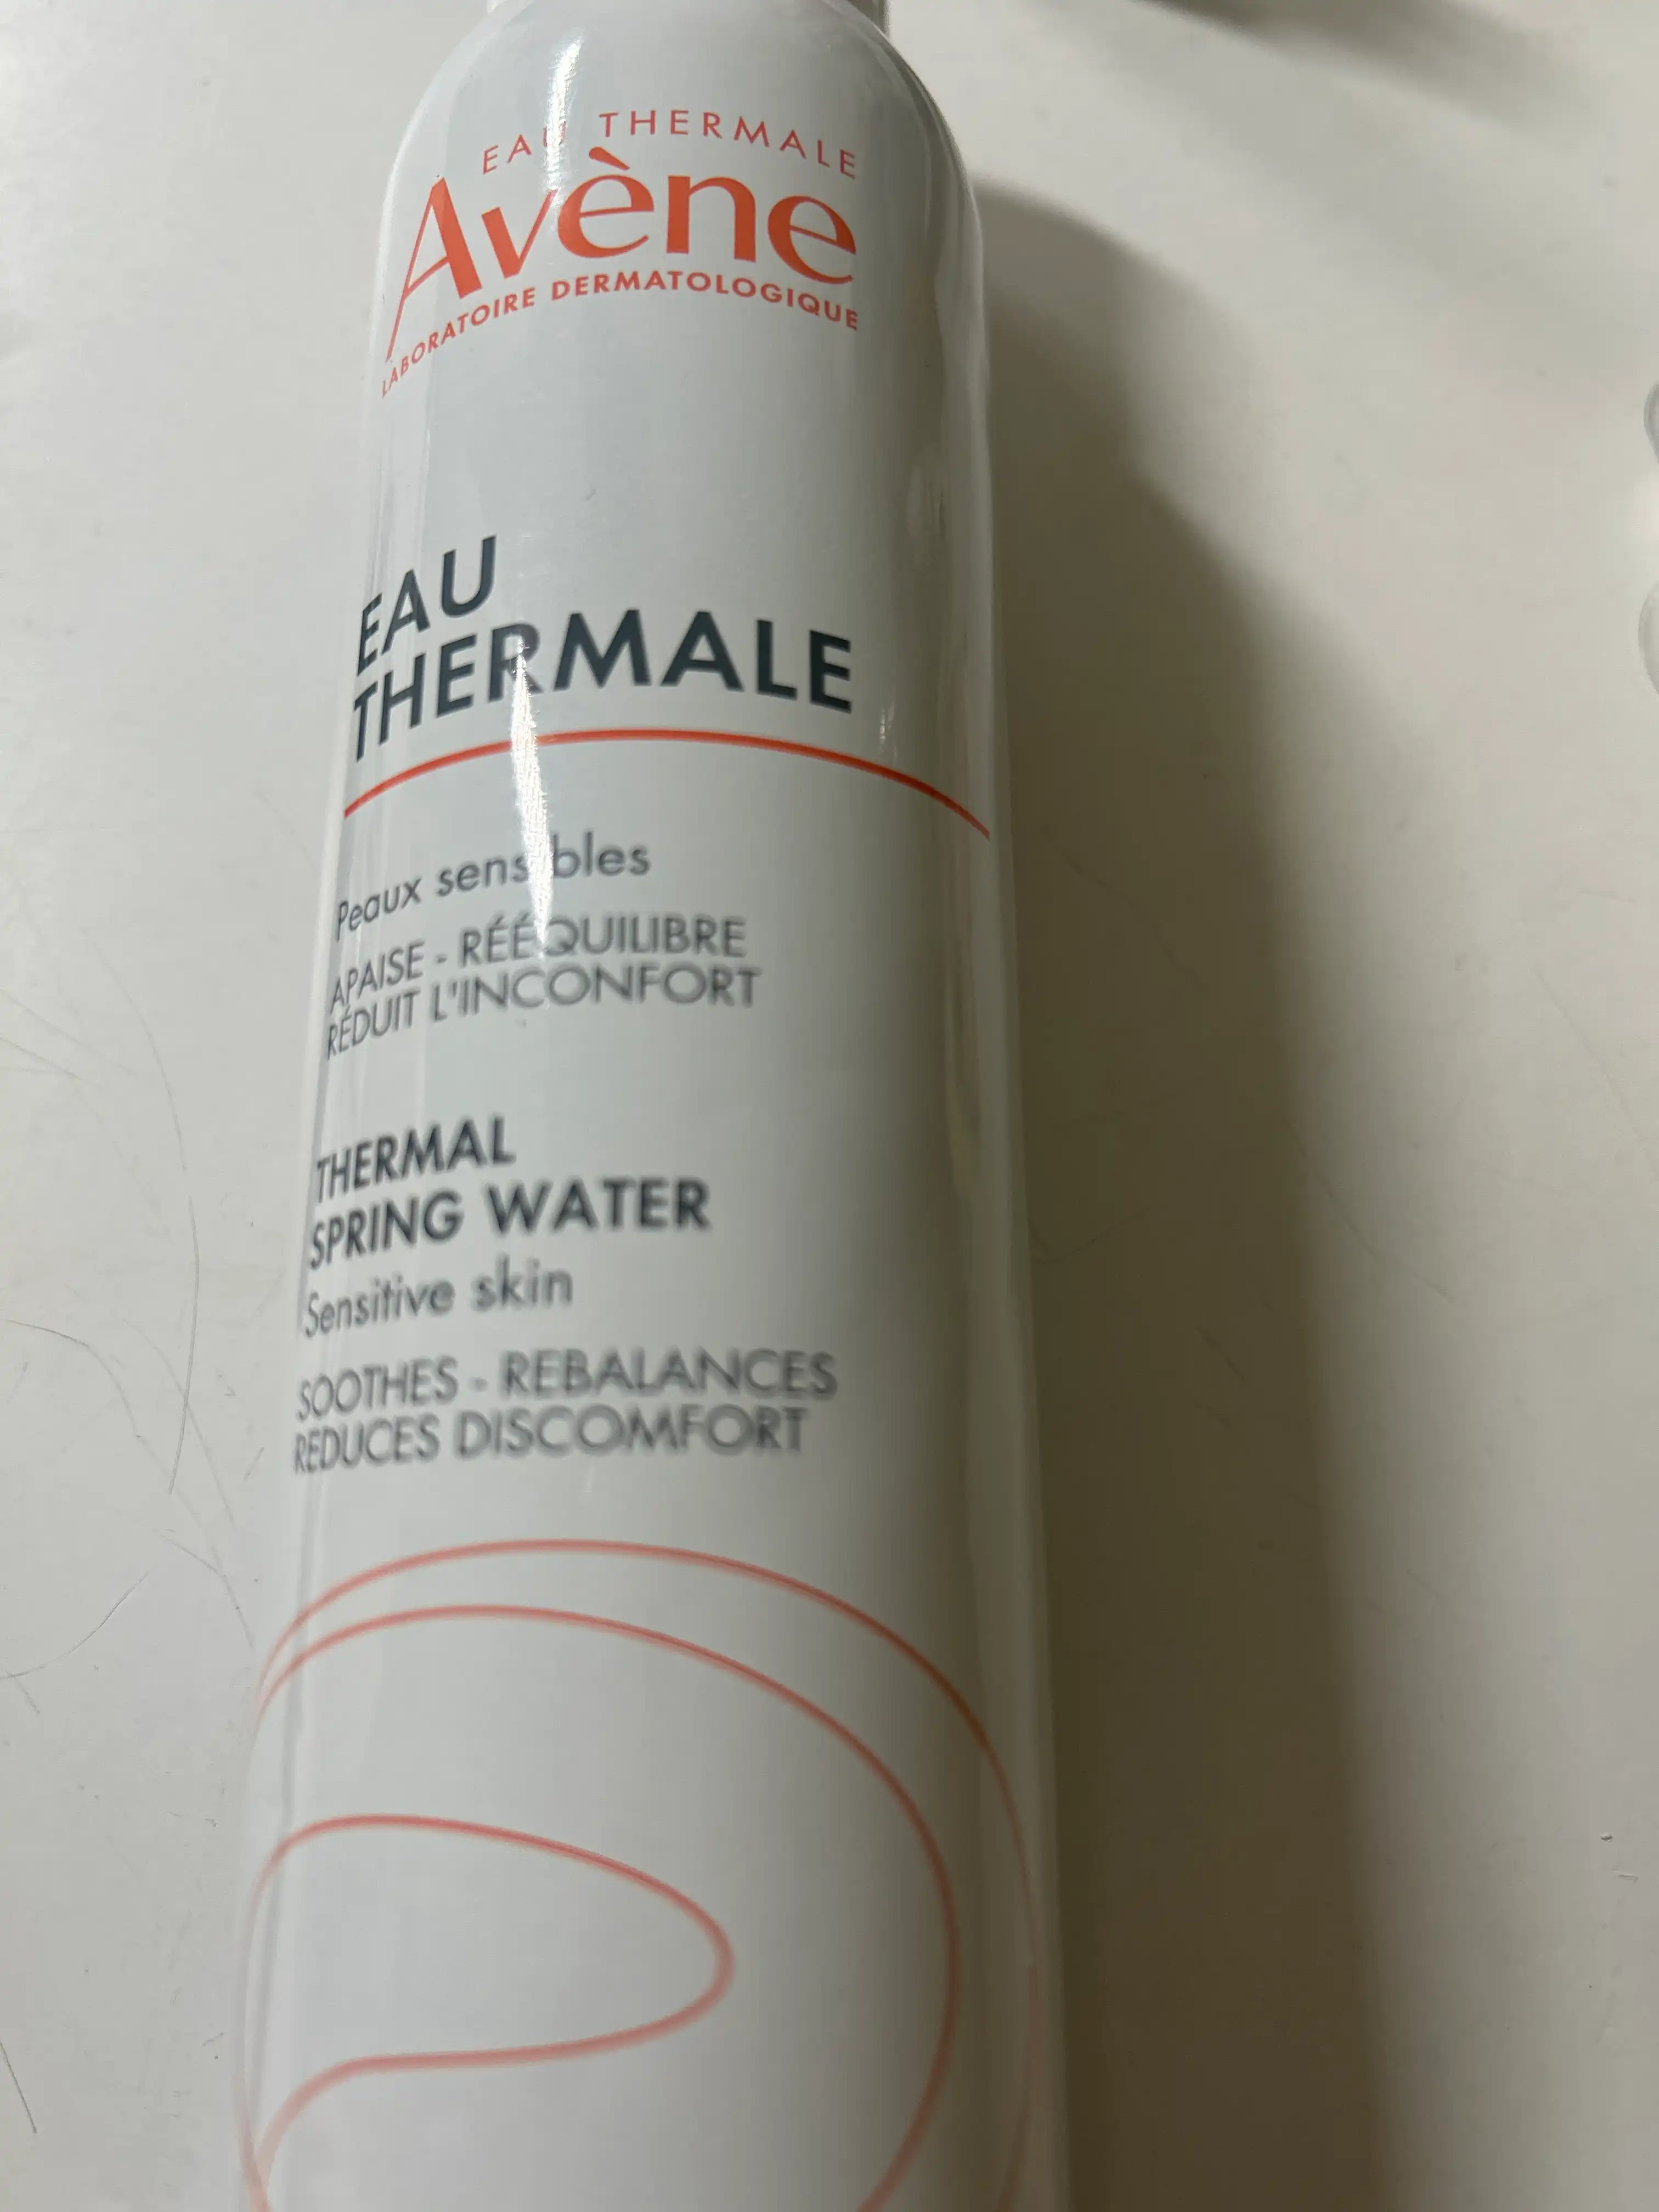 EAU THERMALE
Avène
LABORATOIRE DERMATOLOGIQUE
EAU
THERMALE
Peaux sensibles
APAISE - RÉÉQUILIBRE
RÉDUIT L'INCONFORT
THERMAL
SPRING WATER
Sensitive skin
SOOTHES - REBALANCES
REDUCES DISCOMFORT